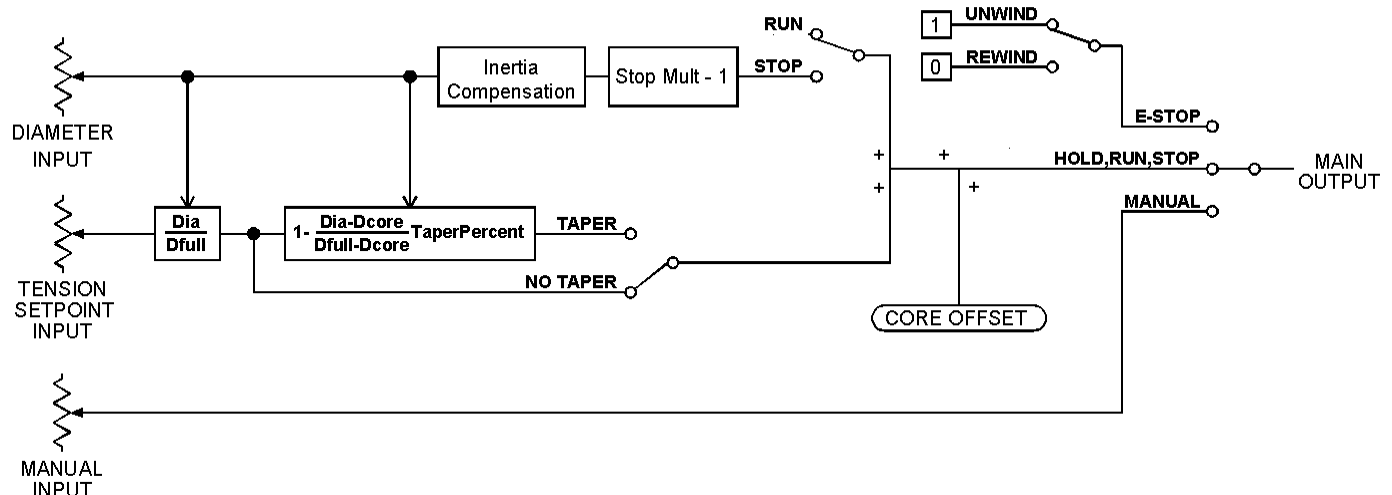 RUN
STOP
1
UNWIND
0
REWIND
Inertia
Compensation
Stop Mult - 1
DIAMETER
INPUT
E-STOP
HOLD,RUN,STOP
MAIN
OUTPUT
MANUAL
+
+
+
+
Dia
Dfull
1- Dia-Dcore
Dfull-Dcore TaperPercent
TAPER
NO TAPER
TENSION
SETPOINT
INPUT
CORE OFFSET
MANUAL
INPUT